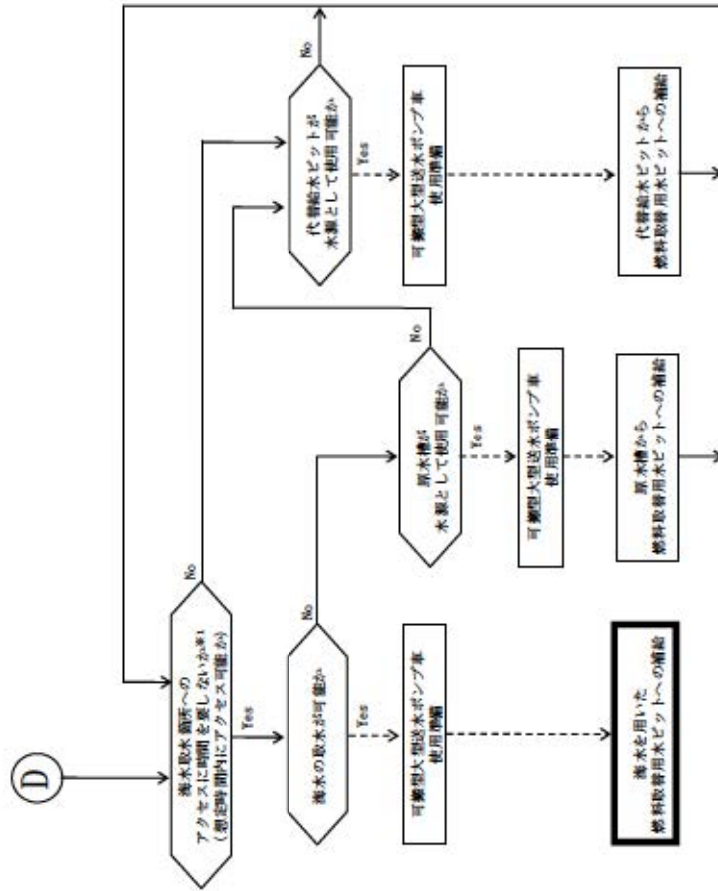 D
海水取水箇所への
アクセスに時間を要しないか※1
(想定時間内にアクセス可能か)
No
Yes
海水の取水が可能か
No
Yes
可搬型大型送水ポンプ車
使用準備
海水を用いた
燃料取替用水ピットへの補給
原水槽が
水源として使用可能か
No
Yes
可搬型大型送水ポンプ車
使用準備
原水槽から
燃料取替用水ピットへの補給
代替給水ピットが
水源として使用可能か
No
Yes
可搬型大型送水ポンプ車
使用準備
代替給水ピットから
燃料取替用水ピットへの補給